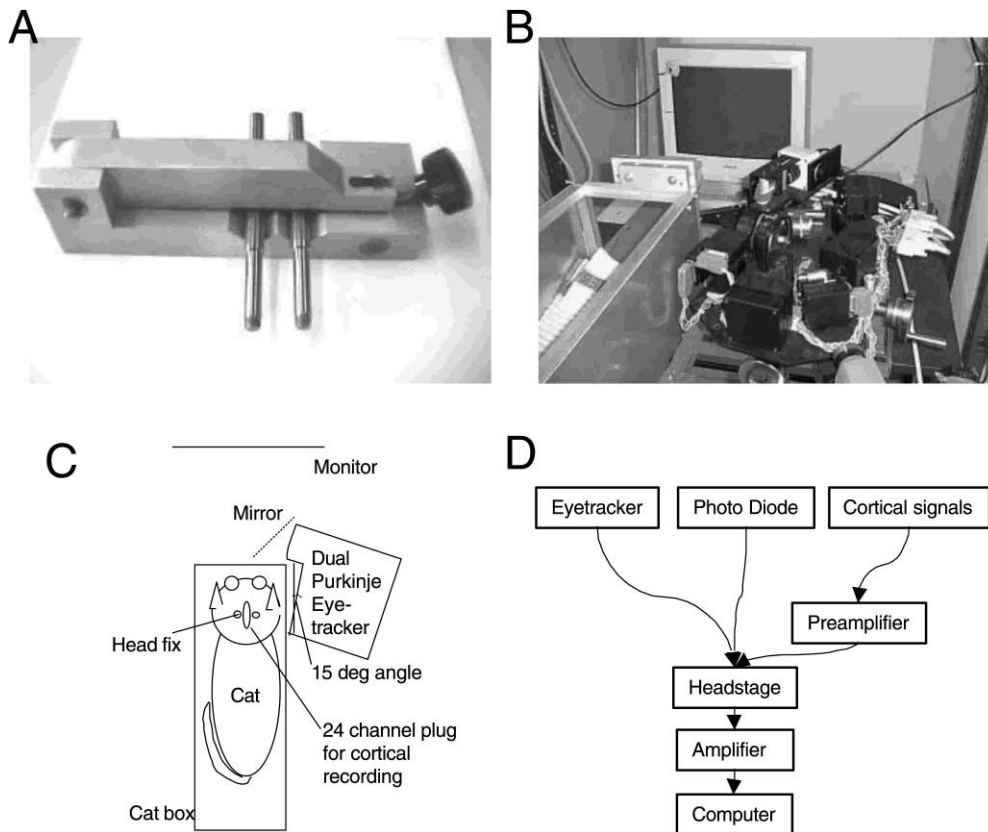 A
B
C
Monitor
Mirror
Dual
Purkinje
Eye-
tracker
Head fix
15 deg angle
Cat
24 channel plug
for cortical
recording
Cat box
D
Eyetracker
Photo Diode
Cortical signals
Preamplifier
Headstage
Amplifier
Computer